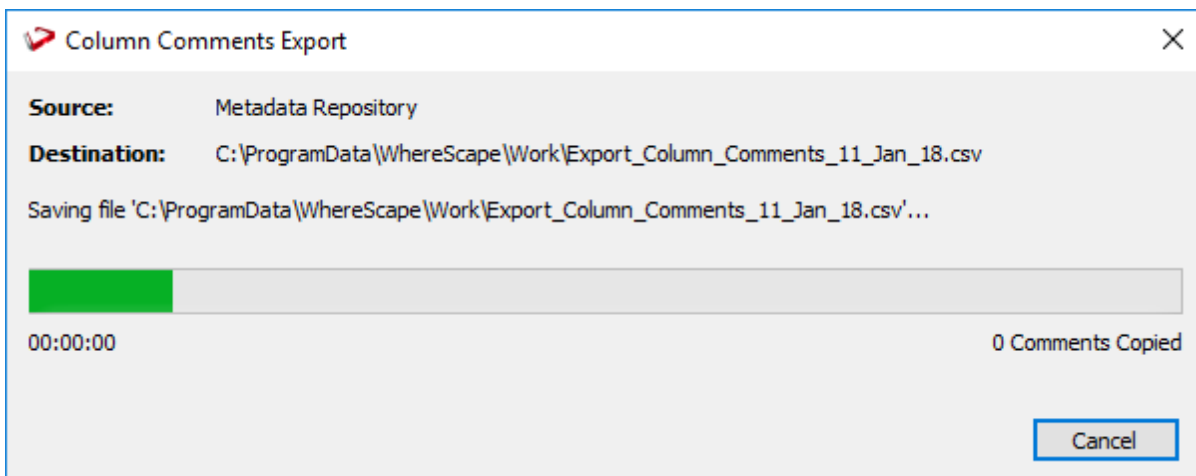 Column Comments Export
Source: Metadata Repository
Destination: C:\ProgramData\WhereScape\Work\Export_Column_Comments_11_Jan_18.csv
Saving file 'C:\ProgramData\WhereScape\Work\Export_Column_Comments_11_Jan_18.csv'...
00:00:00 0 Comments Copied
Cancel